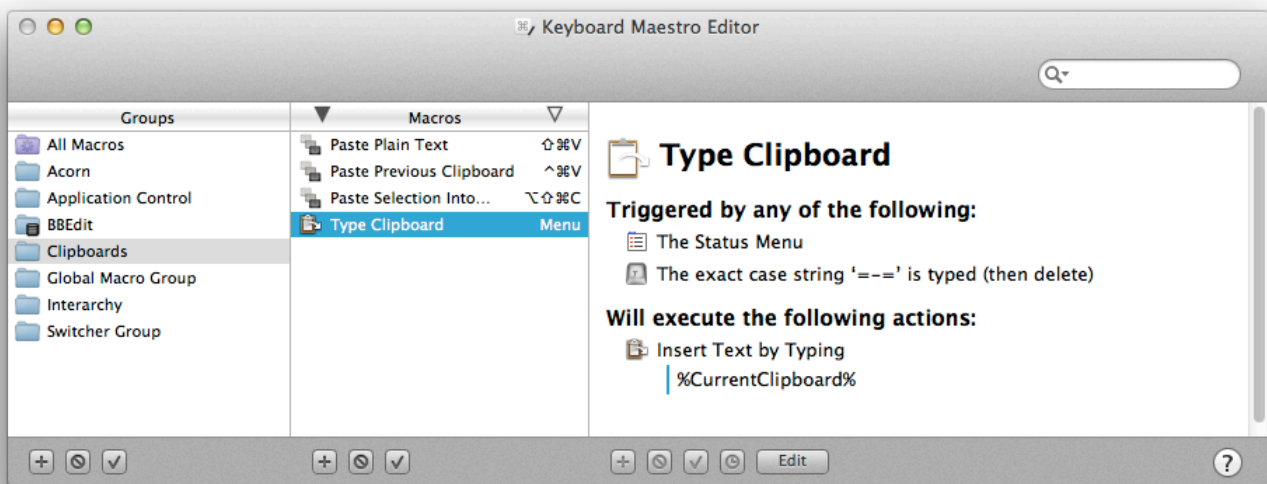 Keyboard Maestro Editor
Groups
All Macros
Acorn
Application Control
BBEdit
Clipboards
Global Macro Group
Interarchy
Switcher Group
Macros
Paste Plain Text ⇧⌘V
Paste Previous Clipboard ^⌘V
Paste Selection Into... ⌥⇧⌘C
Type Clipboard Menu
Type Clipboard
Triggered by any of the following:
The Status Menu
The exact case string ‘=-=’ is typed (then delete)
Will execute the following actions:
Insert Text by Typing
%CurrentClipboard%
Edit
?